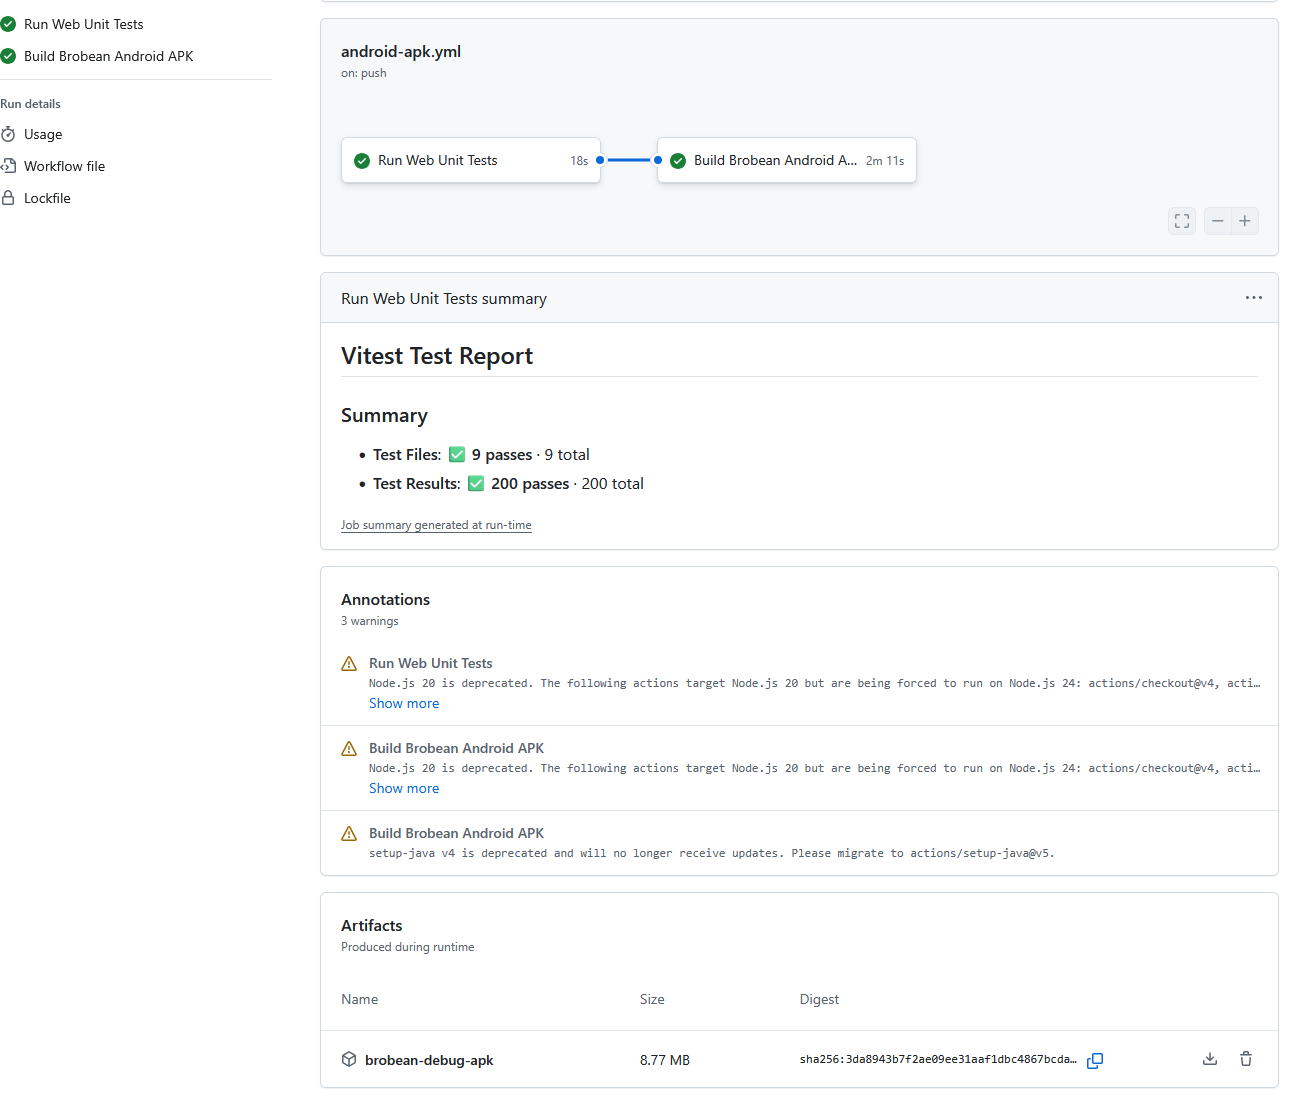 Run Web Unit Tests
Build Brobean Android APK
Run details
Usage
Workflow file
Lockfile
android-apk.yml
on: push
Run Web Unit Tests 18s
Build Brobean Android A... 2m 11s
Run Web Unit Tests summary
Vitest Test Report
Summary
• Test Files: ✅ 9 passes · 9 total
• Test Results: ✅ 200 passes · 200 total
Job summary generated at run-time
Annotations
3 warnings
Run Web Unit Tests
Node.js 20 is deprecated. The following actions target Node.js 20 but are being forced to run on Node.js 24: actions/checkout@v4, acti…
Show more
Build Brobean Android APK
Node.js 20 is deprecated. The following actions target Node.js 20 but are being forced to run on Node.js 24: actions/checkout@v4, acti…
Show more
Build Brobean Android APK
setup-java v4 is deprecated and will no longer receive updates. Please migrate to actions/setup-java@v5.
Artifacts
Produced during runtime
Name Size Digest
brobean-debug-apk 8.77 MB sha256:3da8943b7f2ae09ee31aaf1dbc4867bcda…